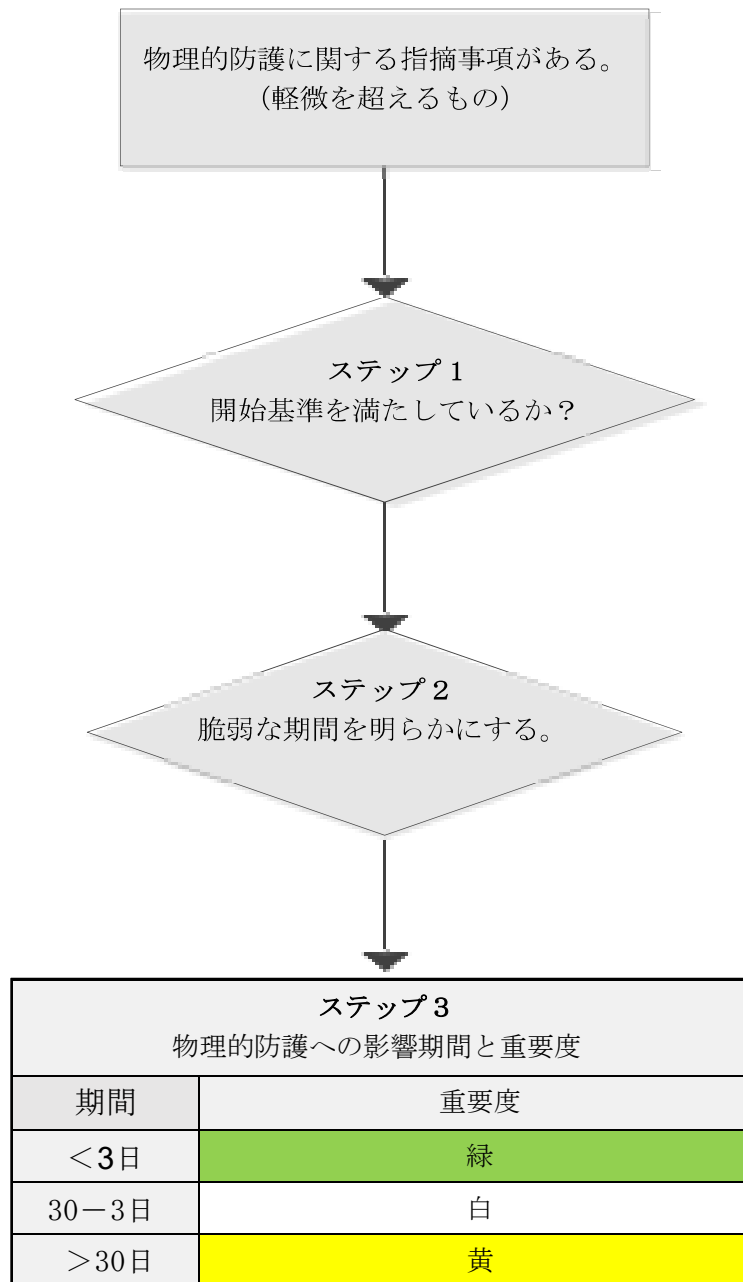 物理的防護に関する指摘事項がある。
（軽微を超えるもの）
ステップ１
開始基準を満たしているか？
ステップ２
脆弱な期間を明らかにする。
ステップ３
物理的防護への影響期間と重要度
期間 重要度
＜3日 緑
30－3日 白
＞30日 黄